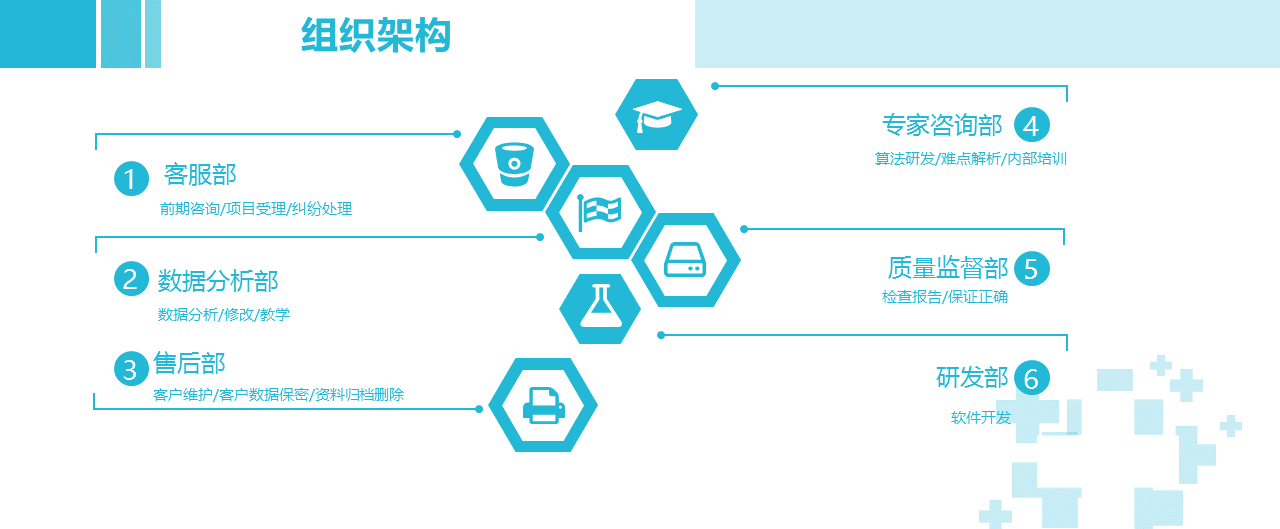 组织架构
1 客服部
前期咨询/项目受理/纠纷处理
2 数据分析部
数据分析/修改/教学
3 售后部
客户维护/客户数据保密/资料归档删除
专家咨询部 4
算法研发/难点解析/内部培训
质量监督部 5
检查报告/保证正确
研发部 6
软件开发